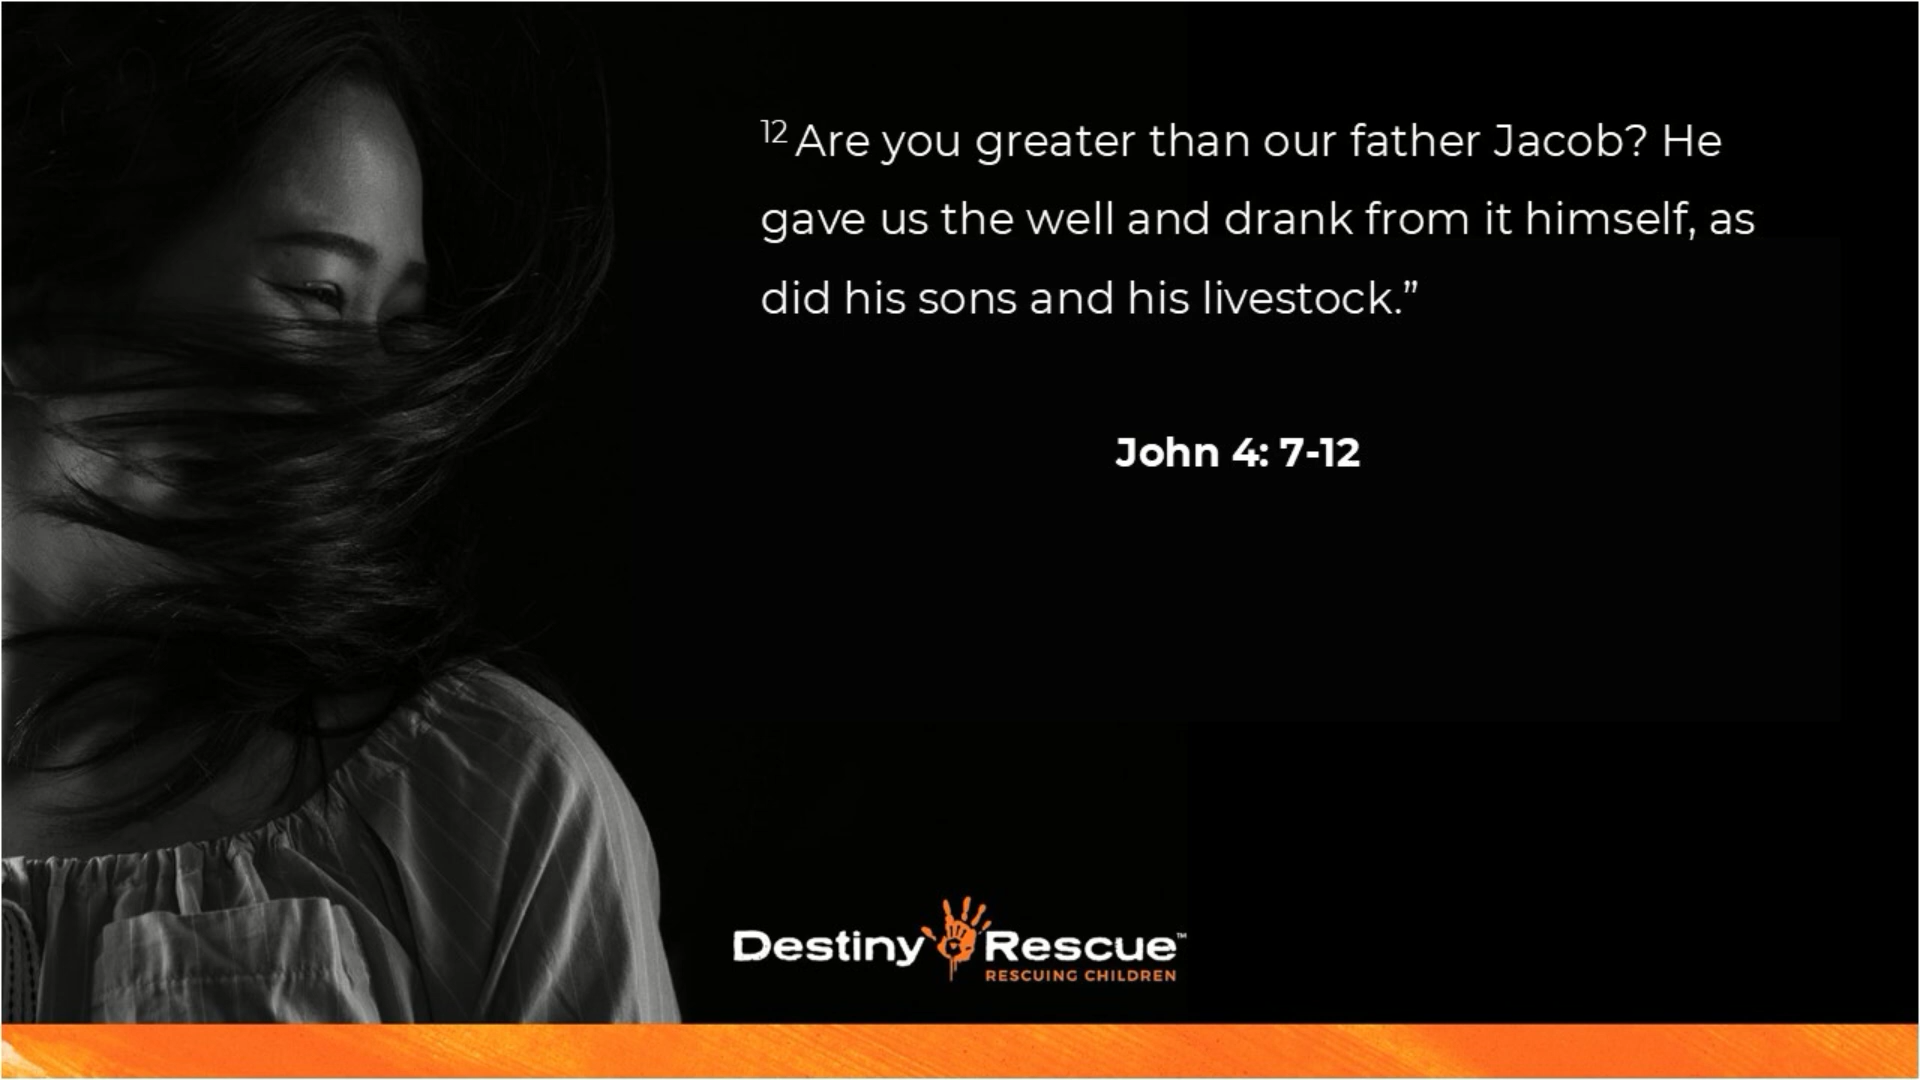 12 Are you greater than our father Jacob? He
gave us the well and drank from it himself, as
did his sons and his livestock.”
John 4: 7-12
Destiny Rescue™
RESCUING CHILDREN